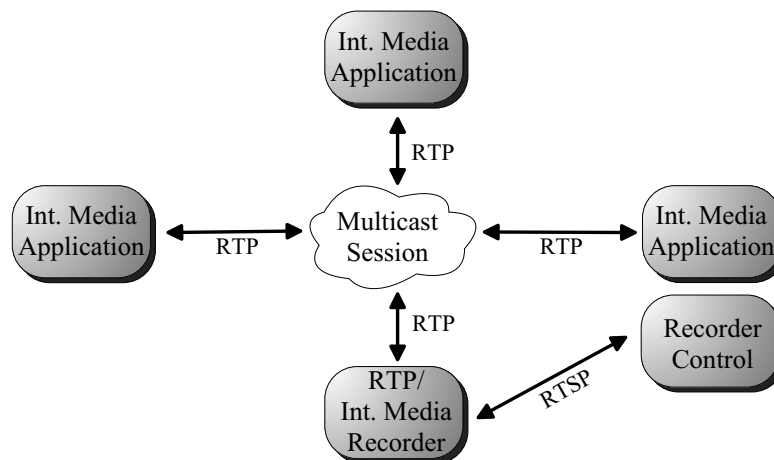 Int. Media
Application
RTP
Int. Media
Application
RTP
Multicast
Session
RTP
Int. Media
Application
RTP
Recorder
Control
RTSP
RTP/
Int. Media
Recorder